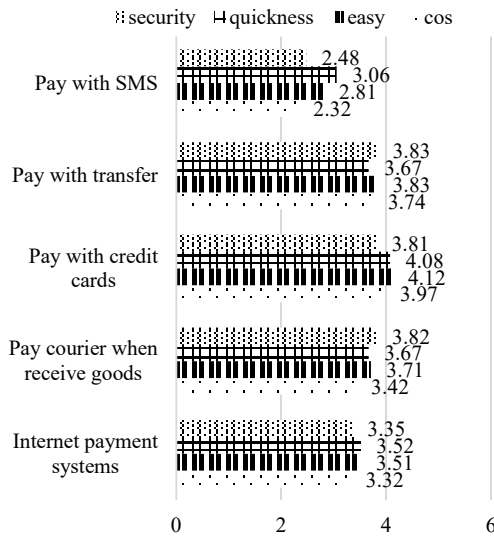 security quickness easy cos
Pay with SMS
2.48
3.06
2.81
2.32
Pay with transfer
3.83
3.67
3.83
3.74
Pay with credit
cards
3.81
4.08
4.12
3.97
Pay courier when
receive goods
3.82
3.67
3.71
3.42
Internet payment
systems
3.35
3.52
3.51
3.32
0 2 4 6